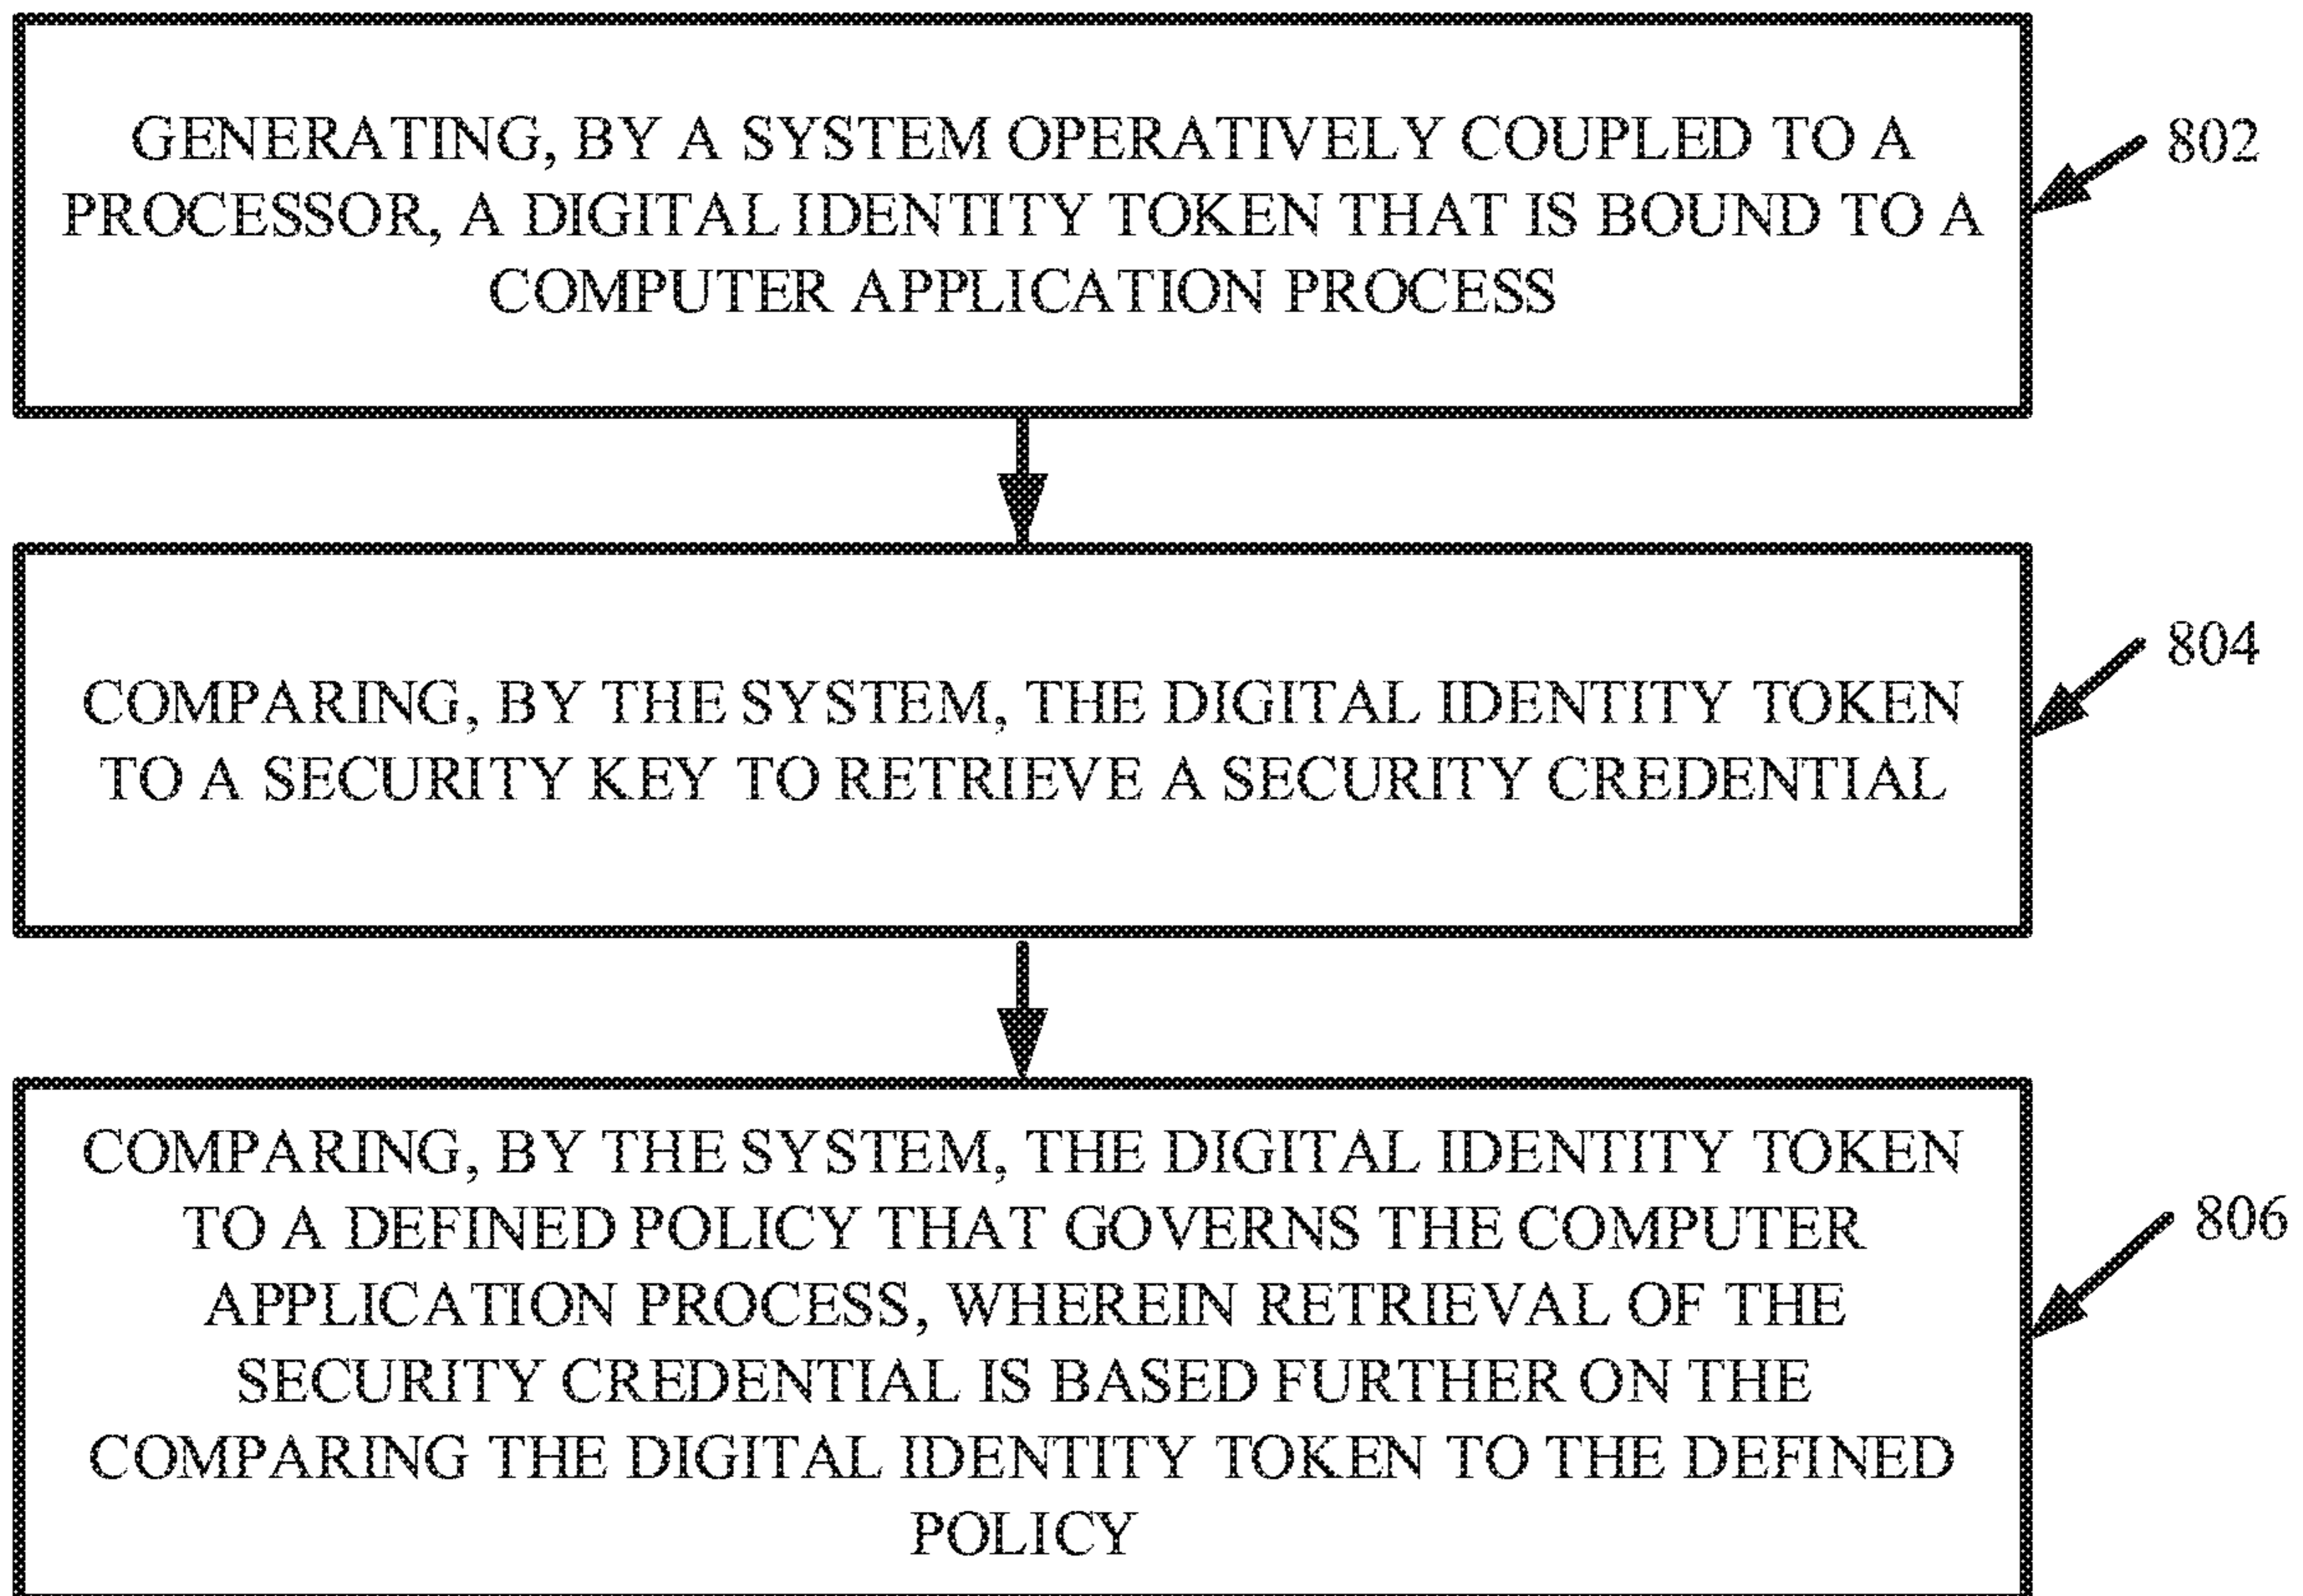 GENERATING, BY A SYSTEM OPERATIVELY COUPLED TO A
PROCESSOR, A DIGITAL IDENTITY TOKEN THAT IS BOUND TO A
COMPUTER APPLICATION PROCESS
802
COMPARING, BY THE SYSTEM, THE DIGITAL IDENTITY TOKEN
TO A SECURITY KEY TO RETRIEVE A SECURITY CREDENTIAL
804
COMPARING, BY THE SYSTEM, THE DIGITAL IDENTITY TOKEN
TO A DEFINED POLICY THAT GOVERNS THE COMPUTER
APPLICATION PROCESS, WHEREIN RETRIEVAL OF THE
SECURITY CREDENTIAL IS BASED FURTHER ON THE
COMPARING THE DIGITAL IDENTITY TOKEN TO THE DEFINED
POLICY
806